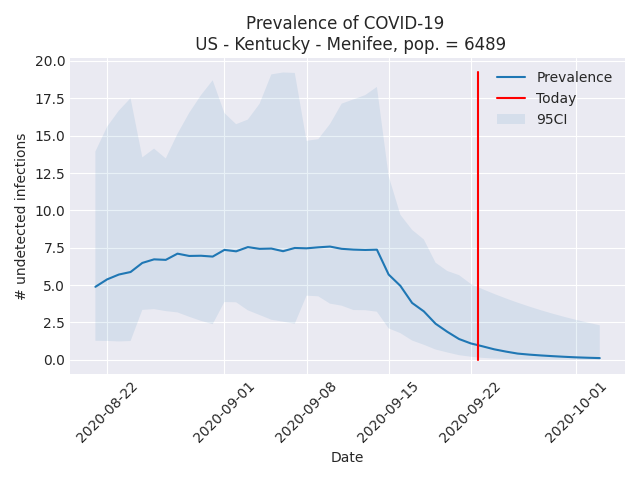 Prevalence of COVID-19
US - Kentucky - Menifee, pop. = 6489
# undetected infections
20.0
17.5
15.0
12.5
10.0
7.5
5.0
2.5
0.0
Prevalence
Today
95CI
2020-08-22
2020-09-01
2020-09-08
2020-09-15
2020-09-22
2020-10-01
Date